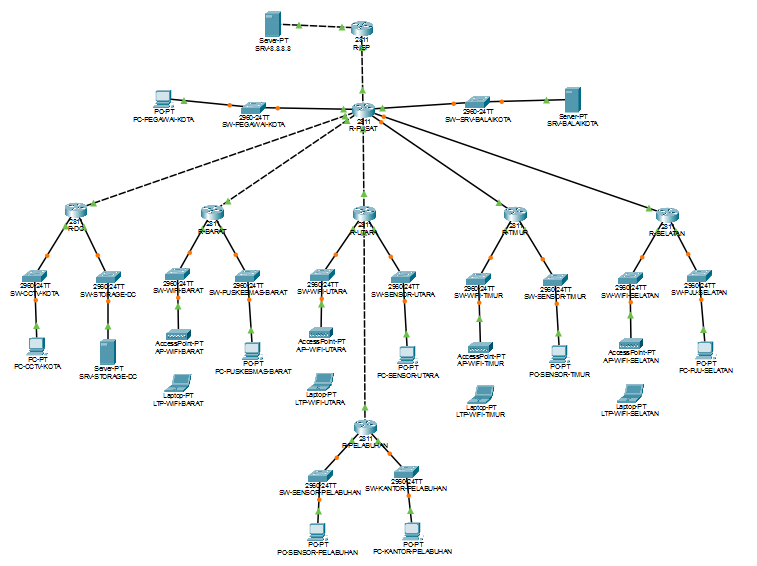 Server-PT
SRV-8.8.8.8
2811
R-ISP
PC-PT
PC-PEGAWAI-KOTA
2960-24TT
SW-PEGAWAI-KOTA
2811
R-PUSAT
2960-24TT
SW-SRV-BALAIKOTA
Server-PT
SRV-BALAIKOTA
2811
R-DC
2811
R-BARAT
2811
R-UTARA
2811
R-TIMUR
2811
R-SELATAN
2960-24TT
SW-CCTV-KOTA
2960-24TT
SW-STORAGE-DC
2960-24TT
SW-WIFI-BARAT
2960-24TT
SW-PUSKESMAS-BARAT
2960-24TT
SW-WIFI-UTARA
2960-24TT
SW-SENSOR-UTARA
2960-24TT
SW-WIFI-TIMUR
2960-24TT
SW-SENSOR-TIMUR
2960-24TT
SW-WIFI-SELATAN
2960-24TT
SW-PJU-SELATAN
PC-PT
PC-CCTV-KOTA
Server-PT
SRV-STORAGE-DC
AccessPoint-PT
AP-WIFI-BARAT
PC-PT
PC-PUSKESMAS-BARAT
AccessPoint-PT
AP-WIFI-UTARA
PC-PT
PC-SENSOR-UTARA
AccessPoint-PT
AP-WIFI-TIMUR
PC-PT
PC-SENSOR-TIMUR
AccessPoint-PT
AP-WIFI-SELATAN
PC-PT
PC-PJU-SELATAN
Laptop-PT
LTP-WIFI-BARAT
Laptop-PT
LTP-WIFI-UTARA
Laptop-PT
LTP-WIFI-TIMUR
Laptop-PT
LTP-WIFI-SELATAN
2811
R-PELABUHAN
2960-24TT
SW-SENSOR-PELABUHAN
2960-24TT
SW-KANTOR-PELABUHAN
PC-PT
PC-SENSOR-PELABUHAN
PC-PT
PC-KANTOR-PELABUHAN